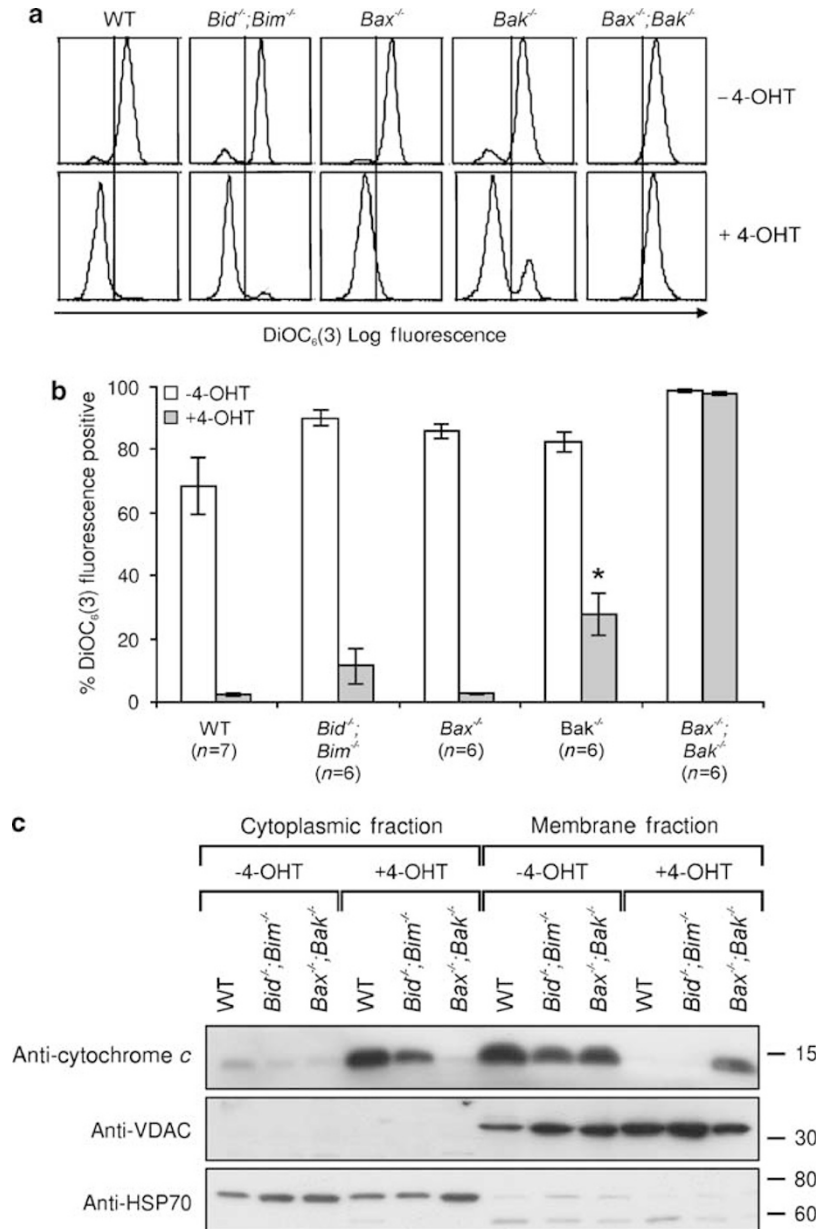 a
WT Bid-/-;Bim-/- Bax-/- Bak-/- Bax-/-;Bak-/-
– 4-OHT
+ 4-OHT
DiOC6(3) Log fluorescence
b
-4-OHT
+4-OHT
% DiOC6(3) fluorescence positive
100
80
60
40
20
0
*
WT Bid-/-; Bax-/- Bak-/- Bax-/-;
(n=7) Bim-/- (n=6) (n=6) Bak-/-
(n=6) (n=6)
c
Cytoplasmic fraction Membrane fraction
-4-OHT +4-OHT -4-OHT +4-OHT
WT Bid-/-;Bim-/- Bax-/-;Bak-/- WT Bid-/-;Bim-/- Bax-/-;Bak-/- WT Bid-/-;Bim-/- Bax-/-;Bak-/- WT Bid-/-;Bim-/- Bax-/-;Bak-/-
Anti-cytochrome c – 15
Anti-VDAC – 30
Anti-HSP70 – 80
– 60